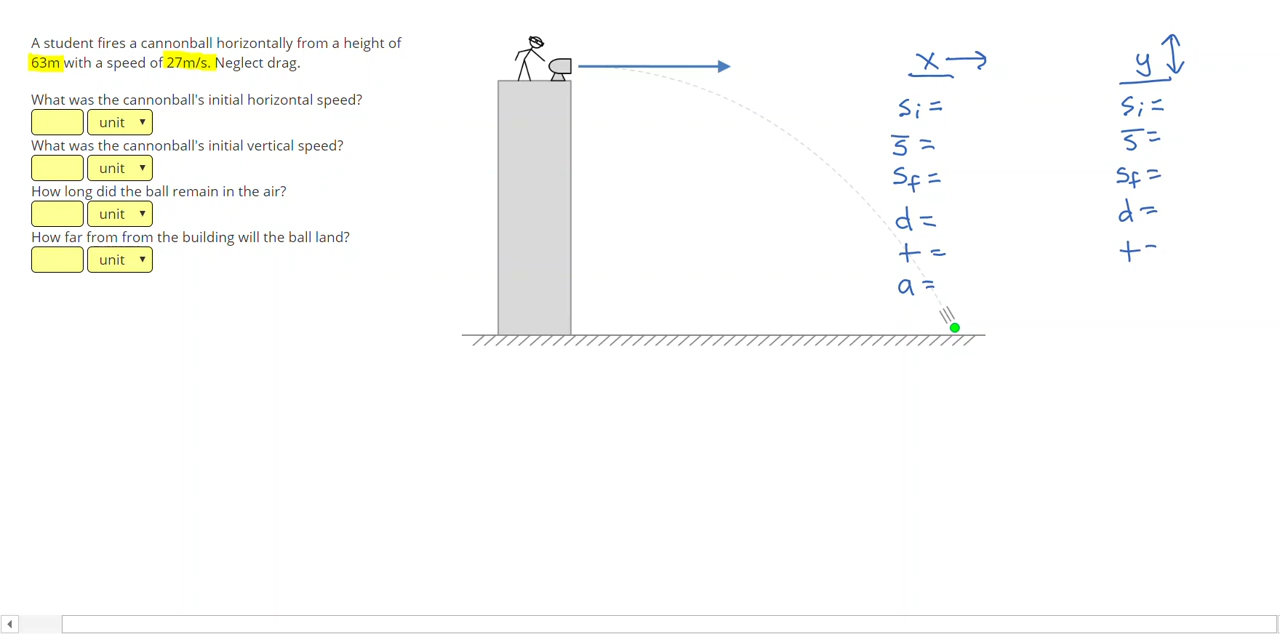 A student fires a cannonball horizontally from a height of
63m with a speed of 27m/s. Neglect drag.
What was the cannonball's initial horizontal speed?
unit
What was the cannonball's initial vertical speed?
unit
How long did the ball remain in the air?
unit
How far from from the building will the ball land?
unit
x →
si =
s̅ =
sf =
d =
t =
a =
y ↕
si =
s̅ =
sf =
d =
t -